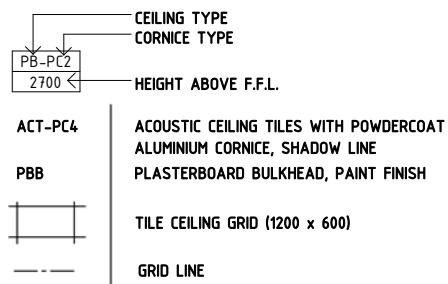 CEILING TYPE
CORNICE TYPE
PB-PC2
2700
HEIGHT ABOVE F.F.L.
ACT-PC4 ACOUSTIC CEILING TILES WITH POWDERCOAT
ALUMINIUM CORNICE, SHADOW LINE
PBB PLASTERBOARD BULKHEAD, PAINT FINISH
TILE CEILING GRID (1200 x 600)
GRID LINE